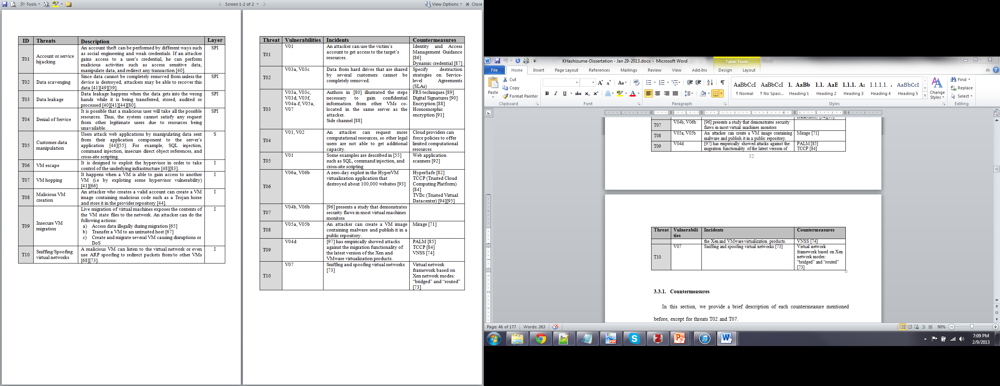 Tools
Screen 1-2 of 2
View Options
Close
ID Threats Description Layer
T01 Account or service hijacking
An account theft can be performed by different ways such
as social engineering and weak credentials. If an attacker
gains access to a user's credential, he can perform
malicious activities such as access sensitive data,
manipulate data, and redirect any transaction [40].
SPI
T02 Data scavenging
Since data cannot be completely removed from unless the
device is destroyed, attackers may be able to recover this
data [41][49][39].
SPI
T03 Data leakage
Data leakage happens when the data gets into the wrong
hands while it is being transferred, stored, audited or
processed [40][41][44][80].
SPI
T04 Denial of Service
It is possible that a malicious user will take all the possible
resources. Thus, the system cannot satisfy any request
from other legitimate users due to resources being
unavailable.
SPI
T05 Customer-data manipulation
Users attack web applications by manipulating data sent
from their application component to the server's
application [44][55]. For example, SQL injection,
command injection, insecure direct object references, and
cross-site scripting.
S
T06 VM escape
It is designed to exploit the hypervisor in order to take
control of the underlying infrastructure [48][83].
I
T07 VM hopping
It happens when a VM is able to gain access to another
VM (i.e by exploting some hypervisor vulnerability)
[41][66]
I
T08 Malicious VM creation
An attacker who creates a valid account can create a VM
image containing malicious code such as a Trojan horse
and store it in the provider repository [44].
I
T09 Insecure VM migration
Live migration of virtual machines exposes the contents of
the VM state files to the network. An attacker can do the
following actions:
a) Access data illegally during migration [65]
b) Transfer a VM to an untrusted host [67]
c) Create and migrate several VM causing disruptions or
DoS
I
T10 Sniffing/Spoofing virtual networks
A malicious VM can listen to the virtual network or even
use ARP spoofing to redirect packets from/to other VMs
[68][73].
I
Threat Vulnerabilities Incidents Countermeasures
T01
V01
An attacker can use the victim's
account to get access to the target's
resources.
Identity and Access
Management Guidance
[86]
Dynamic credential [87]
T02
V03a, V03c
Data from hard drives that are shared
by several customers cannot be
completely removed.
Specify destruction
strategies on Service-
level Agreements
(SLAs)
T03
V03a, V03c,
V03d, V03f,
V04a-f, V05a,
V07
Authors in [80] illustrated the steps
necessary to gain confidential
information from other VMs co-
located in the same server as the
attacker.
Side channel [88]
FRS techniques [89]
Digital Signatures [90]
Encryption [88]
Homomorphic
encryption [91]
T04
V01, V02
An attacker can request more
computational resources, so other legal
users are not able to get additional
capacity.
Cloud providers can
force policies to offer
limited computational
resources
T05
V01
Some examples are described in [55]
such as SQL, command injection, and
cross-site scripting
Web application
scanners [92]
T06
V06a, V06b
A zero-day exploit in the HyperVM
virtualization application that
destroyed about 100,000 websites [93]
HyperSafe [82]
TCCP (Trusted Cloud
Computing Platform)
[84]
TVDc (Trusted Virtual
Datacenter) [94][95]
T07
V04b, V06b
[96] presents a study that demonstrates
security flaws in most virtual machines
monitors
T08
V05a, V05b
An attacker can create a VM image
containing malware and publish it in a
public repository.
Mirage [71]
T09
V04d
[97] has empirically showed attacks
against the migration functionality of
the latest version of the Xen and
VMware virtualization products.
PALM [85]
TCCP [84]
VNSS [74]
T10
V07
Sniffing and spoofing virtual networks
[73]
Virtual network
framework based on
Xen network modes:
“bridged” and “routed”
[73]
KHashizume-Dissertation - Jan 29-2013.docx - Microsoft Word
Table Tools
File Home Insert Page Layout References Mailings Review View Add-Ins Design Layout
Paste
Cut
Copy
Format Painter
Clipboard
Font
Paragraph
AaBbCcI AaBbCcI 1. AaBb 1.1. AaB 1.1.1. Aa 1.1.1.1. AaBbCcI
¶ Normal ¶ No Spaci... Heading 1 Heading 2 Heading 3 Heading 4 Heading 5
Styles
Change Styles
Find
Replace
Select
Editing
Datacenter) [94][95]
T07
V04b, V06b
[96] presents a study that demonstrates security
flaws in most virtual machines monitors
T08
V05a, V05b
An attacker can create a VM image containing
malware and publish it in a public repository.
Mirage [71]
T09
V04d
[97] has empirically showed attacks against the
migration functionality of the latest version of
PALM [85]
TCCP [84]
32
Threat Vulnerabili ties Incidents Countermeasures
the Xen and VMware virtualization products.
VNSS [74]
T10
V07
Sniffing and spoofing virtual networks [73]
Virtual network
framework based on Xen
network modes:
“bridged” and “routed”
[73]
3.3.1. Countermeasures
In this section, we provide a brief description of each countermeasure mentioned
before, except for threats T02 and T07.
Page: 46 of 177
Words: 263
90%
7:09 PM
2/9/2013